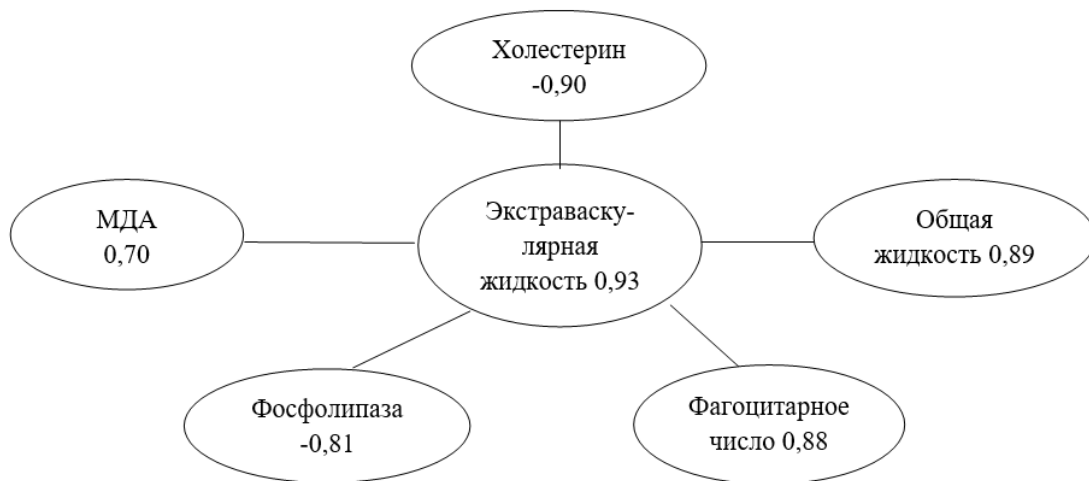 Холестерин
-0,90
МДА
0,70
Экстраваску-
лярная
жидкость 0,93
Общая
жидкость 0,89
Фосфолипаза
-0,81
Фагоцитарное
число 0,88